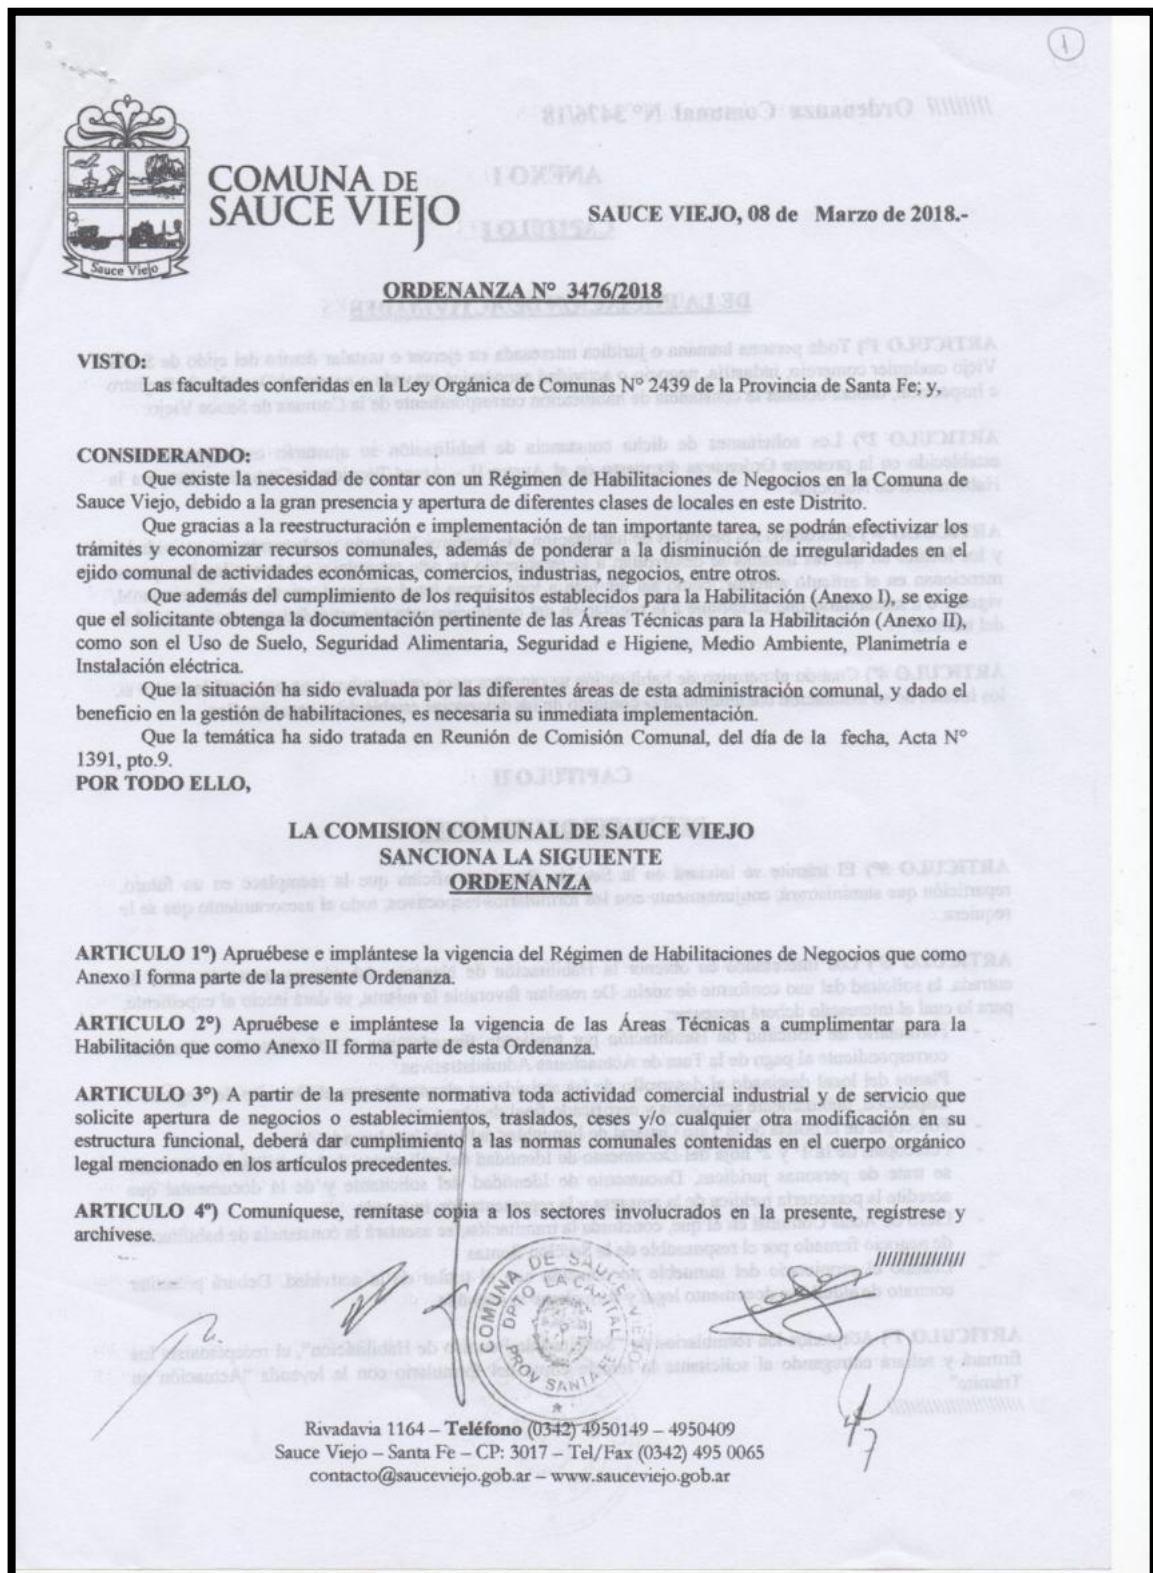 1
COMUNA DE
SAUCE VIEJO
Sauce Viejo
SAUCE VIEJO, 08 de Marzo de 2018.-
ORDENANZA Nº 3476/2018
VISTO:
Las facultades conferidas en la Ley Orgánica de Comunas N° 2439 de la Provincia de Santa Fe; y,
CONSIDERANDO:
Que existe la necesidad de contar con un Régimen de Habilitaciones de Negocios en la Comuna de
Sauce Viejo, debido a la gran presencia y apertura de diferentes clases de locales en este Distrito.
Que gracias a la reestructuración e implementación de tan importante tarea, se podrán efectivizar los
trámites y economizar recursos comunales, además de ponderar a la disminución de irregularidades en el
ejido comunal de actividades económicas, comercios, industrias, negocios, entre otros.
Que además del cumplimiento de los requisitos establecidos para la Habilitación (Anexo I), se exige
que el solicitante obtenga la documentación pertinente de las Áreas Técnicas para la Habilitación (Anexo II),
como son el Uso de Suelo, Seguridad Alimentaria, Seguridad e Higiene, Medio Ambiente, Planimetría e
Instalación eléctrica.
Que la situación ha sido evaluada por las diferentes áreas de esta administración comunal, y dado el
beneficio en la gestión de habilitaciones, es necesaria su inmediata implementación.
Que la temática ha sido tratada en Reunión de Comisión Comunal, del día de la fecha, Acta N°
1391, pto.9.
POR TODO ELLO,
LA COMISION COMUNAL DE SAUCE VIEJO
SANCIONA LA SIGUIENTE
ORDENANZA
ARTICULO 1º) Apruébese e implántese la vigencia del Régimen de Habilitaciones de Negocios que como
Anexo I forma parte de la presente Ordenanza.
ARTICULO 2º) Apruébese e implántese la vigencia de las Áreas Técnicas a cumplimentar para la
Habilitación que como Anexo II forma parte de esta Ordenanza.
ARTICULO 3º) A partir de la presente normativa toda actividad comercial industrial y de servicio que
solicite apertura de negocios o establecimientos, traslados, ceses y/o cualquier otra modificación en su
estructura funcional, deberá dar cumplimiento a las normas comunales contenidas en el cuerpo orgánico
legal mencionado en los artículos precedentes.
ARTICULO 4º) Comuníquese, remítase copia a los sectores involucrados en la presente, regístrese y
archívese.
//////////////////
COMUNA DE SAUCE VIEJO
DPTO LA CAPITAL
PROV SANTA FE
Rivadavia 1164 – Teléfono (0342) 4950149 – 4950409
Sauce Viejo – Santa Fe – CP: 3017 – Tel/Fax (0342) 495 0065
contacto@sauceviejo.gob.ar – www.sauceviejo.gob.ar